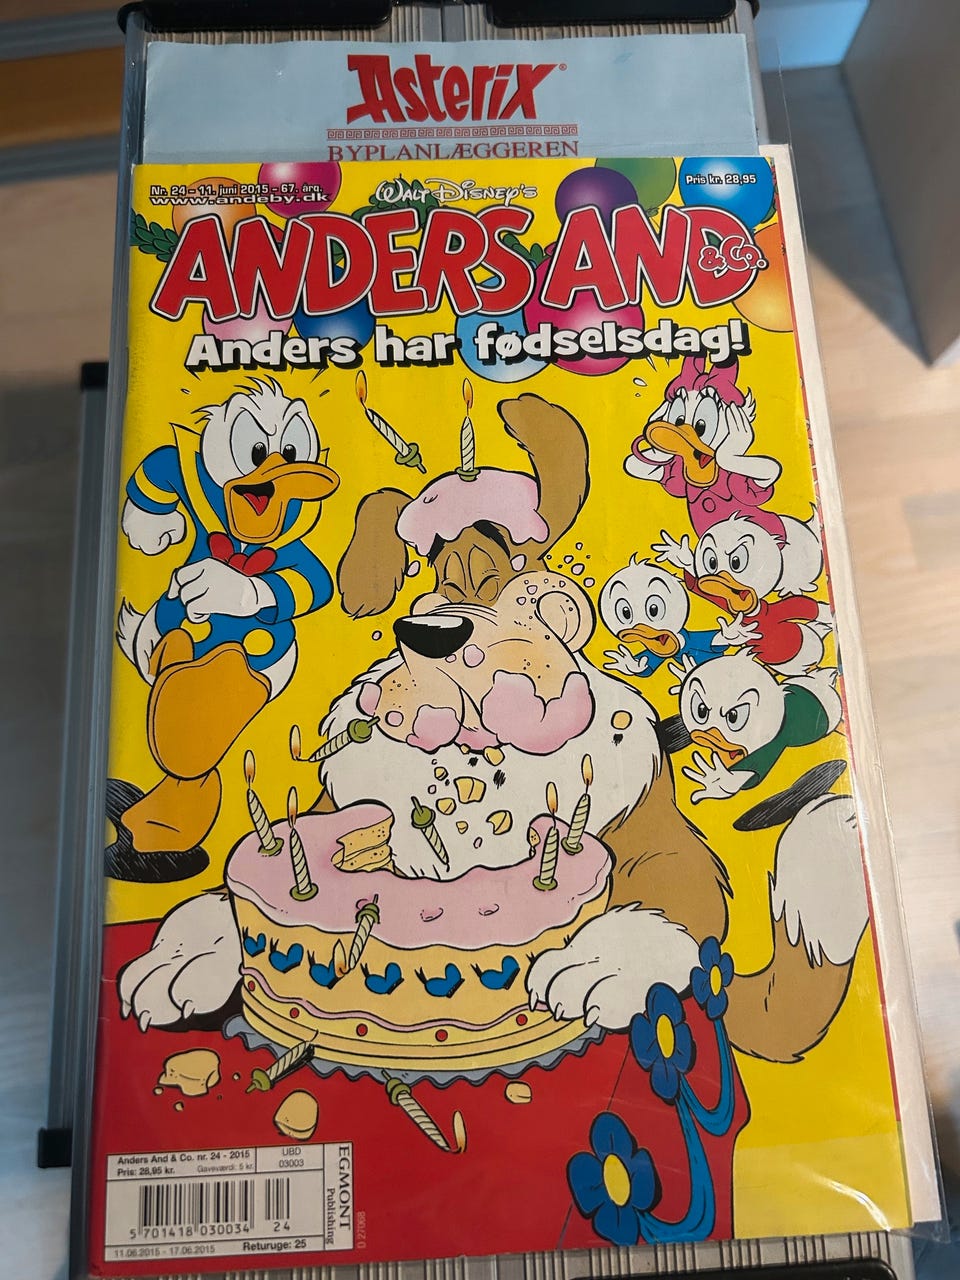 Asterix®
BYPLANLÆGGEREN
Nr. 24 - 11. juni 2015 - 67. årg.
www.andeby.dk
WALT DISNEY'S
Pris kr. 28,95
ANDERS AND
& Co.
Anders har fødselsdag!
Anders And & Co. nr. 24 - 2015
Pris: 28,95 kr.
Gaveværdi: 5 kr.
UBD
03003
EGMONT
Publishing
D 27068
5 701418 030034
24
11.06.2015 - 17.06.2015
Returuge: 25